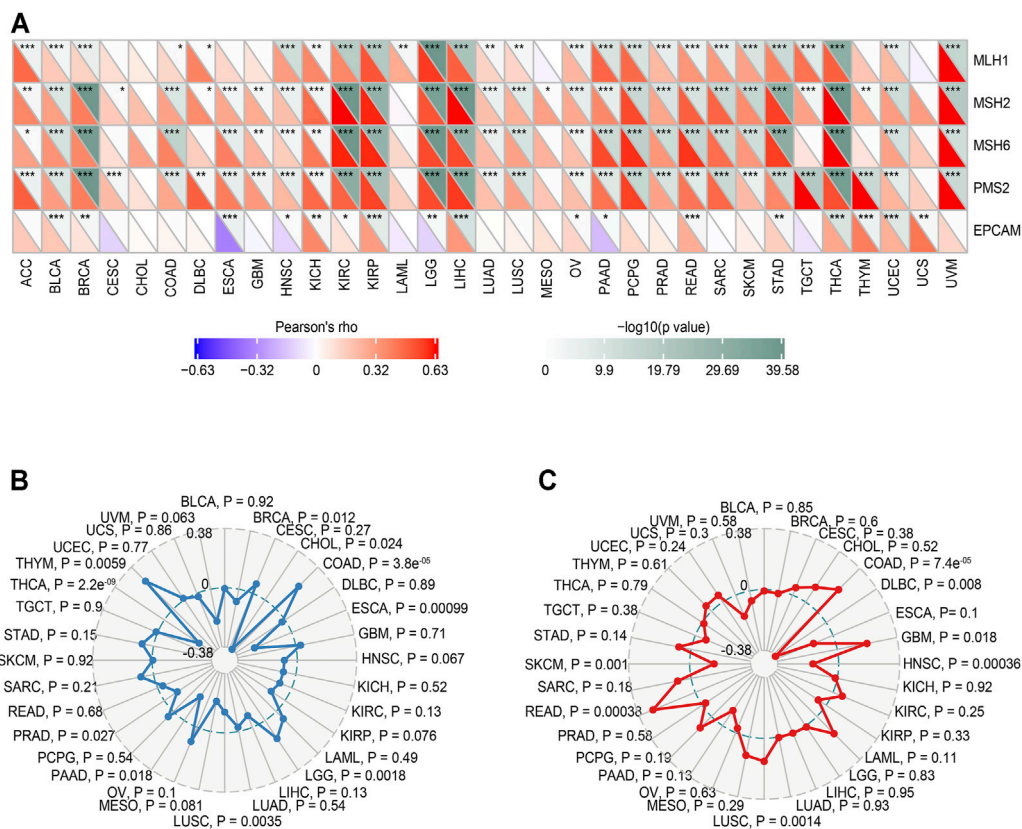 A
*** *** *** * * *** ** *** *** ** *** *** ** ** *** *** *** *** *** *** *** *** *** *** ***
MLH1
** *** *** * *** * *** ** *** ** *** *** *** *** *** *** * *** *** *** *** *** *** *** *** *** ** *** ***
MSH2
* *** *** *** *** ** *** ** *** *** *** *** *** *** ** *** *** *** *** *** *** *** *** *** *** ***
MSH6
*** *** *** *** *** ** *** *** *** *** *** *** *** *** *** *** ** *** *** *** *** *** *** *** *** *** *** *** ***
PMS2
*** ** *** * ** * *** ** *** * * *** ** *** *** *** **
EPCAM
ACC BLCA BRCA CESC CHOL COAD DLBC ESCA GBM HNSC KICH KIRC KIRP LAML LGG LIHC LUAD LUSC MESO OV PAAD PCPG PRAD READ SARC SKCM STAD TGCT THCA THYM UCEC UCS UVM
Pearson's rho
−0.63 −0.32 0 0.32 0.63
−log10(p value)
0 9.9 19.79 29.69 39.58
B
BLCA, P = 0.92
BRCA, P = 0.012
CESC, P = 0.27
CHOL, P = 0.024
COAD, P = 3.8e-05
DLBC, P = 0.89
ESCA, P = 0.00099
GBM, P = 0.71
HNSC, P = 0.067
KICH, P = 0.52
KIRC, P = 0.13
KIRP, P = 0.076
LAML, P = 0.49
LGG, P = 0.0018
LIHC, P = 0.13
LUAD, P = 0.54
LUSC, P = 0.0035
MESO, P = 0.081
OV, P = 0.1
PAAD, P = 0.018
PCPG, P = 0.54
PRAD, P = 0.027
READ, P = 0.68
SARC, P = 0.21
SKCM, P = 0.92
STAD, P = 0.15
TGCT, P = 0.9
THCA, P = 2.2e-09
THYM, P = 0.0059
UCEC, P = 0.77
UCS, P = 0.86
UVM, P = 0.063
0.38
0
-0.38
C
BLCA, P = 0.85
BRCA, P = 0.6
CESC, P = 0.38
CHOL, P = 0.52
COAD, P = 7.4e-05
DLBC, P = 0.008
ESCA, P= 0.1
GBM, P = 0.018
HNSC, P = 0.00036
KICH, P = 0.92
KIRC, P = 0.25
KIRP, P = 0.33
LAML, P = 0.11
LGG, P = 0.83
LIHC, P = 0.95
LUAD, P = 0.93
LUSC, P = 0.0014
MESO, P = 0.29
OV, P = 0.63
PAAD, P = 0.13
PCPG, P = 0.19
PRAD, P = 0.58
READ, P = 0.00038
SARC, P = 0.18
SKCM, P = 0.001
STAD, P = 0.14
TGCT, P = 0.38
THCA, P = 0.79
THYM, P = 0.61
UCEC, P = 0.24
UCS, P = 0.3
UVM, P = 0.58
0.38
0
-0.38